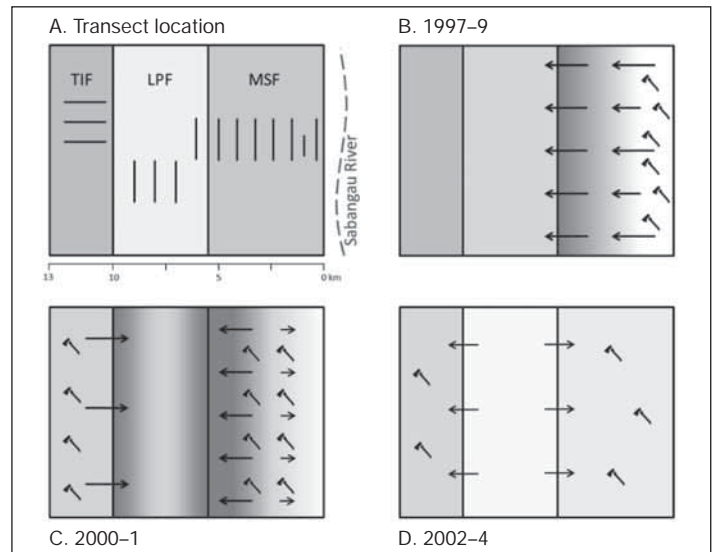 A. Transect location
B. 1997–9
TIF
LPF
MSF
Sabangau River
13
10
5
0 km
C. 2000–1
D. 2002–4